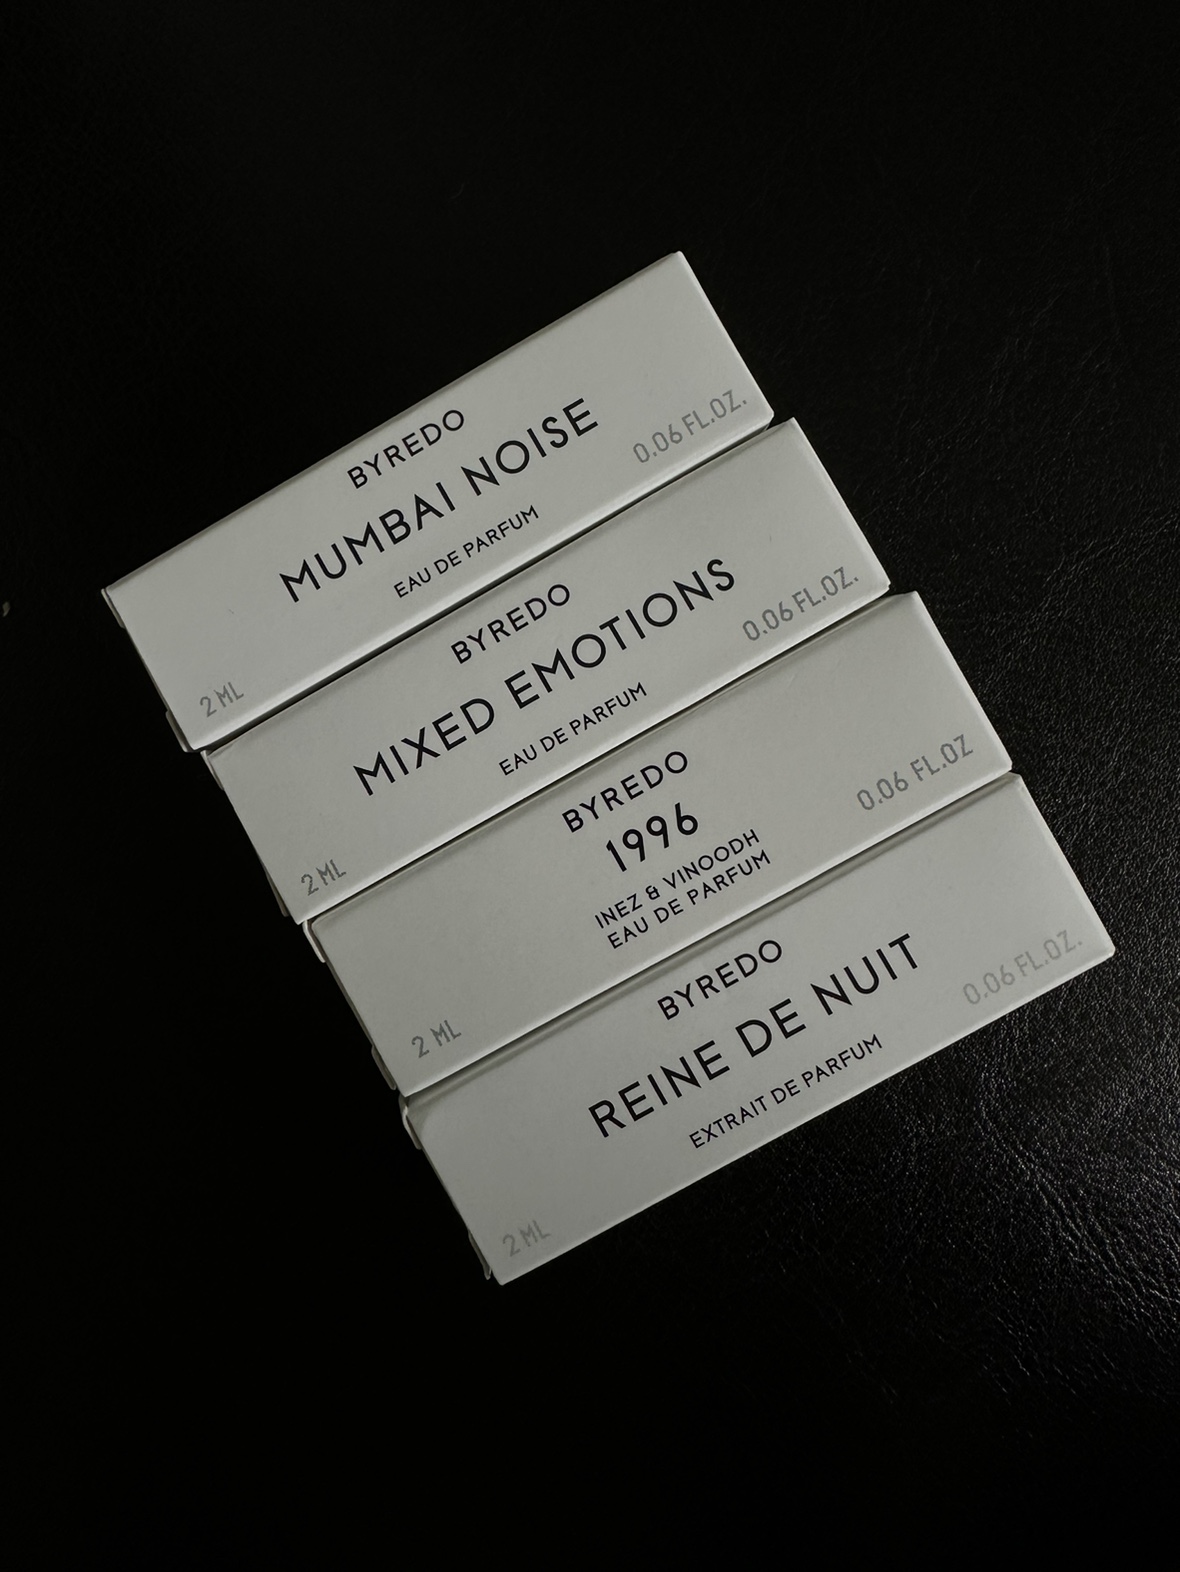 BYREDO
MUMBAI NOISE
EAU DE PARFUM
2 ML
0.06 FL.OZ.
BYREDO
MIXED EMOTIONS
EAU DE PARFUM
2 ML
0.06 FL.OZ.
BYREDO
1996
INEZ & VINOODH
EAU DE PARFUM
2 ML
0.06 FL.OZ
BYREDO
REINE DE NUIT
EXTRAIT DE PARFUM
2 ML
0.06 FL.OZ.